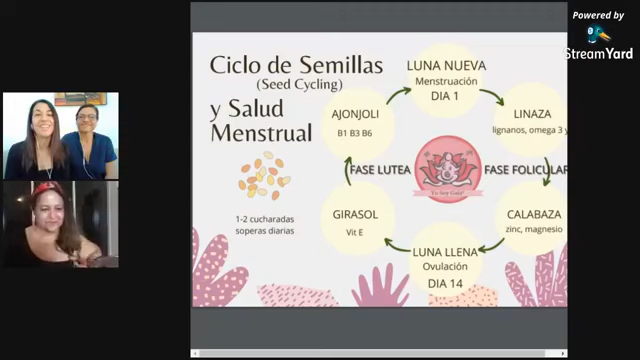 Powered by
StreamYard
Ciclo de Semillas
(Seed Cycling)
y Salud
Menstrual
1-2 cucharadas
soperas diarias
LUNA NUEVA
Menstruación
DIA 1
LINAZA
lignanos, omega 3 y
FASE FOLICULAR
CALABAZA
zinc, magnesio
LUNA LLENA
Ovulación
DIA 14
GIRASOL
Vit E
FASE LUTEA
AJONJOLI
B1 B3 B6